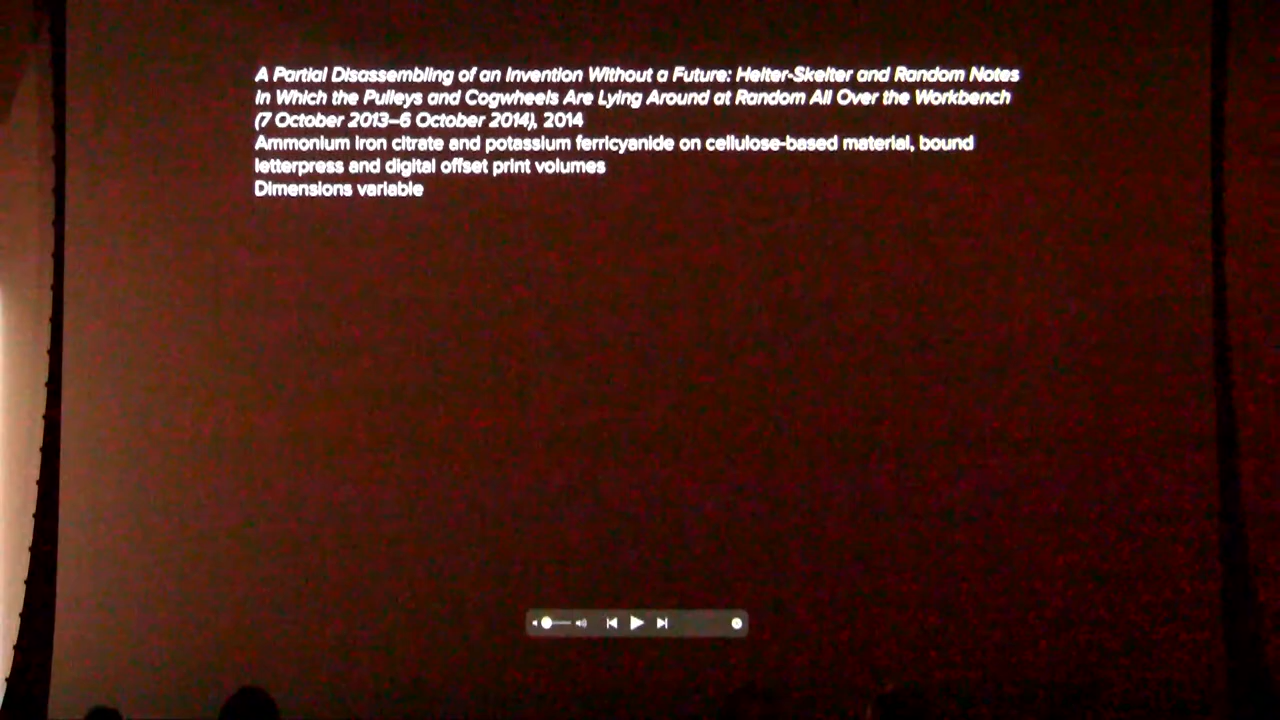 A Partial Disassembling of an Invention Without a Future: Helter-Skelter and Random Notes
in Which the Pulleys and Cogwheels Are Lying Around at Random All Over the Workbench
(7 October 2013–6 October 2014), 2014
Ammonium iron citrate and potassium ferricyanide on cellulose-based material, bound
letterpress and digital offset print volumes
Dimensions variable